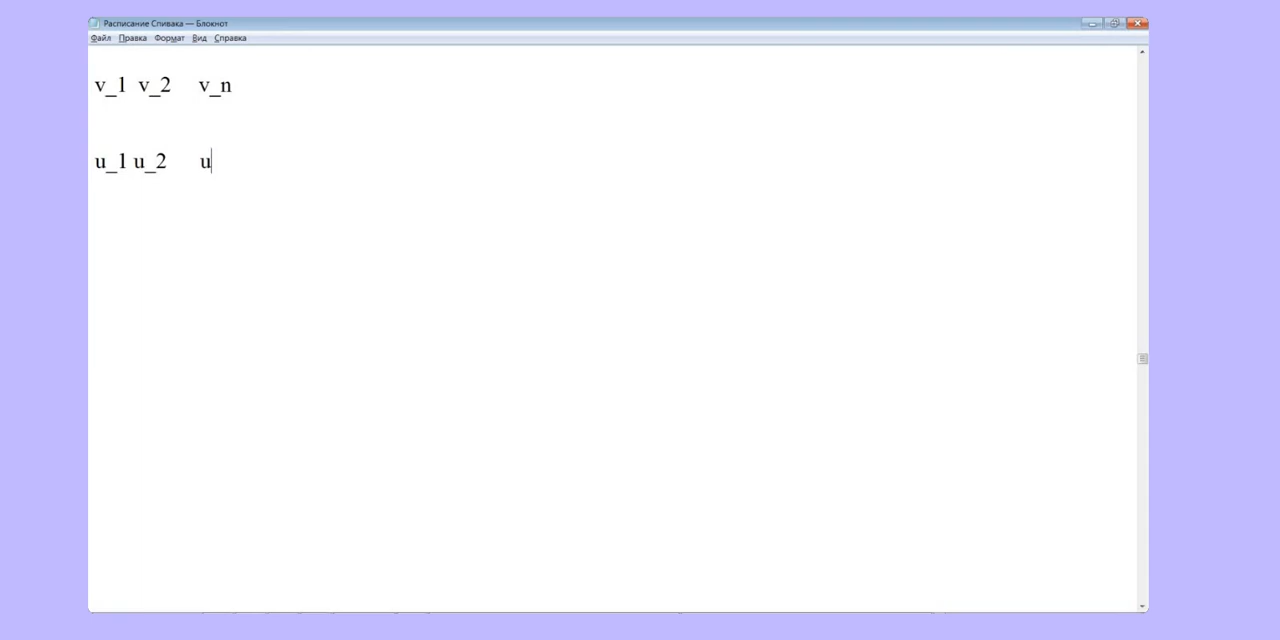 Расписание Спивака — Блокнот
Файл Правка Формат Вид Справка
v_1 v_2 v_n
u_1 u_2 u